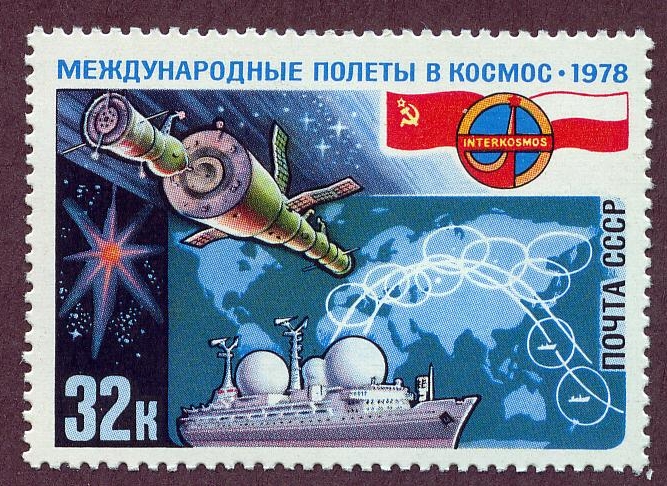 МЕЖДУНАРОДНЫЕ ПОЛЕТЫ В КОСМОС • 1978
INTERKOSMOS
ПОЧТА СССР
32к